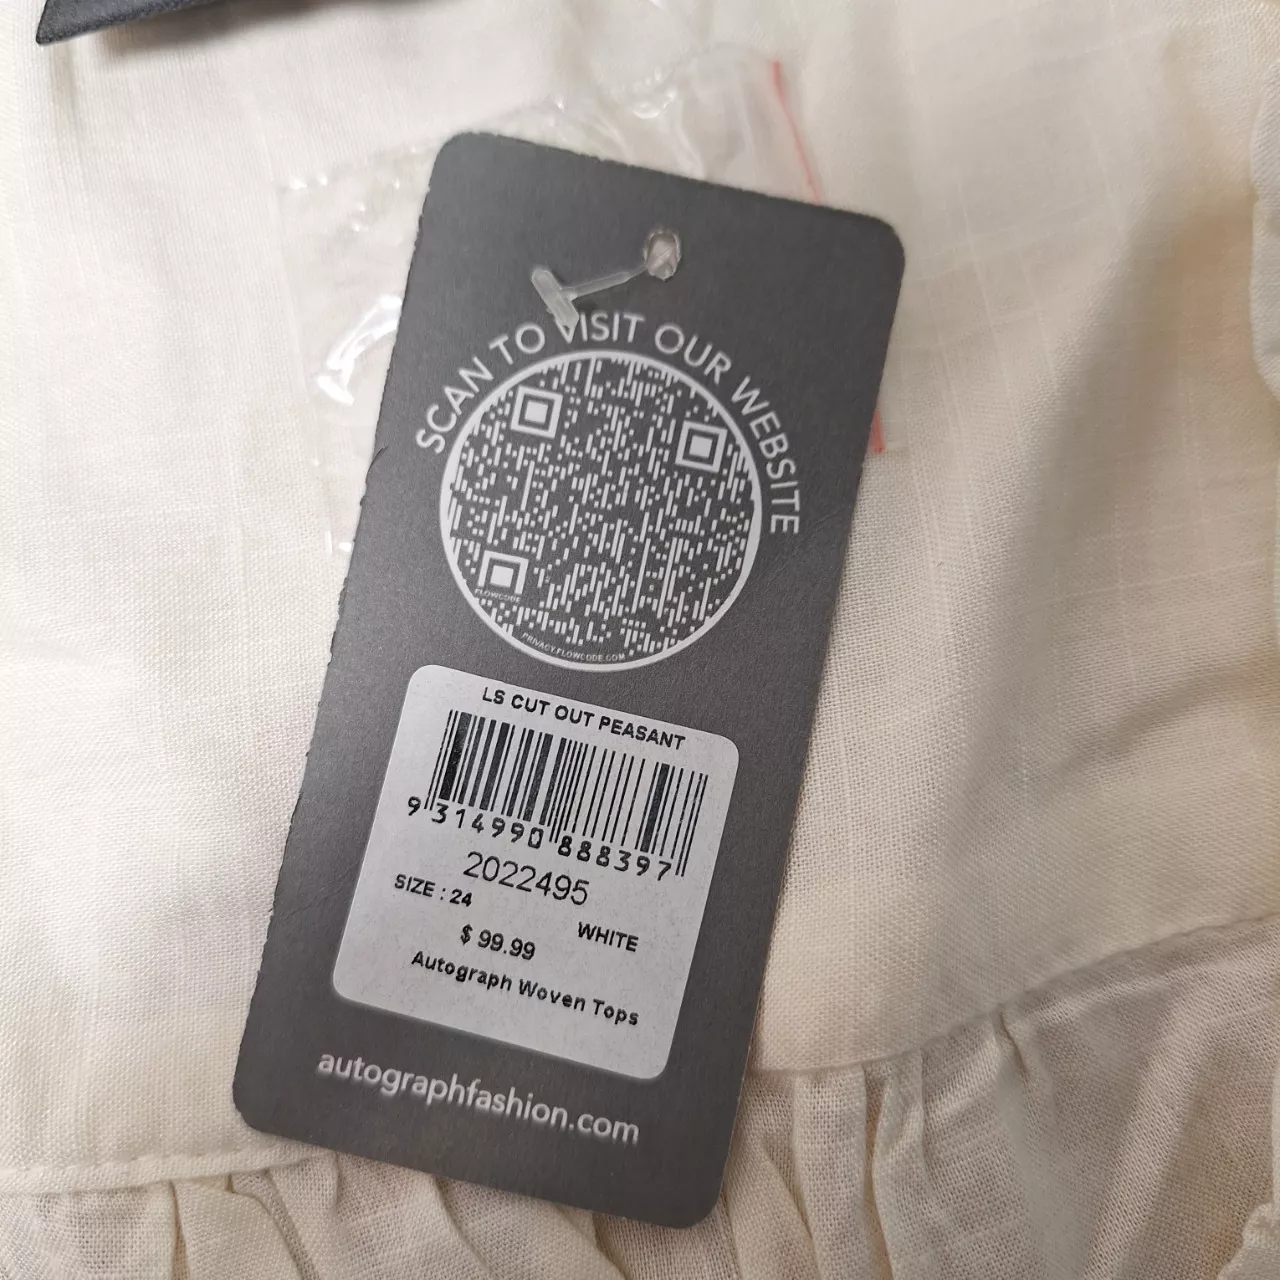 SCAN TO VISIT OUR WEBSITE
FLOWCODE
PRIVACY.FLOWCODE.COM
LS CUT OUT PEASANT
9 314990 888397
2022495
SIZE : 24
WHITE
$ 99.99
Autograph Woven Tops
autographfashion.com